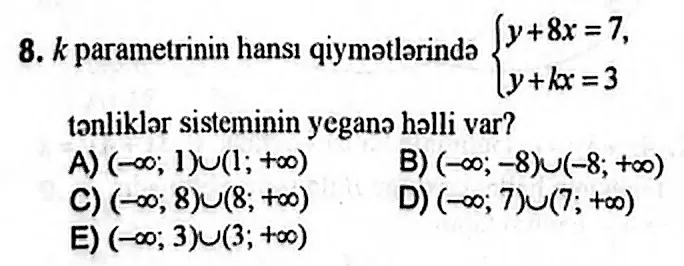 8. k parametrinin hansı qiymətlərində { y+8x = 7,
y+kx = 3
tənliklər sisteminin yeganə həlli var?
A) (–∞; 1)∪(1; +∞) B) (–∞; –8)∪(–8; +∞)
C) (–∞; 8)∪(8; +∞) D) (–∞; 7)∪(7; +∞)
E) (–∞; 3)∪(3; +∞)